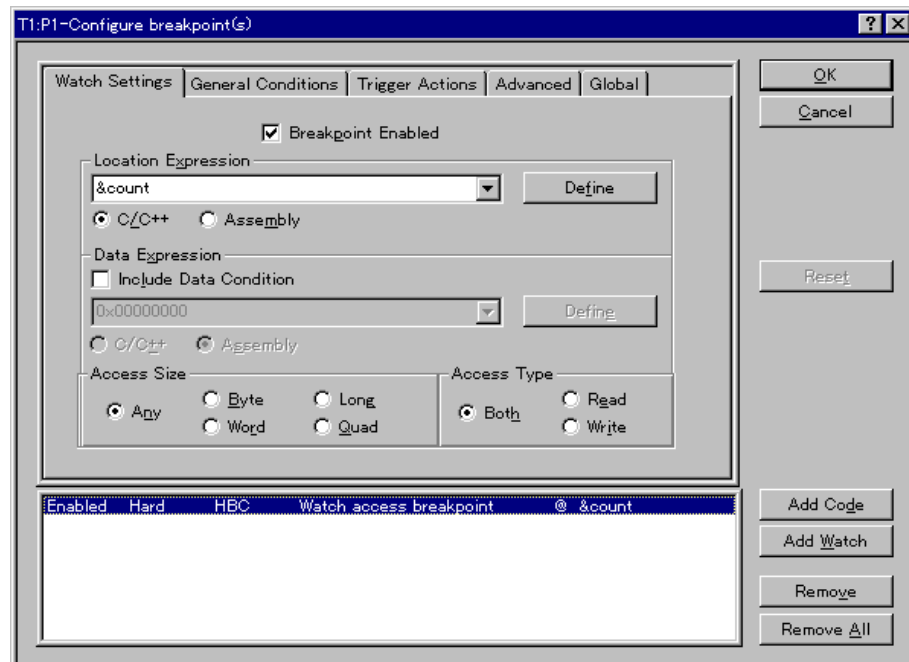 T1:P1-Configure breakpoint(s)
Watch Settings General Conditions Trigger Actions Advanced Global
OK
Cancel
Breakpoint Enabled
Location Expression
&count
Define
C/C++ Assembly
Data Expression
Include Data Condition
Reset
0x00000000
Define
C/C++ Assembly
Access Size
Any
Byte Long
Word Quad
Access Type
Both
Read
Write
Enabled Hard HBC Watch access breakpoint @ &count
Add Code
Add Watch
Remove
Remove All